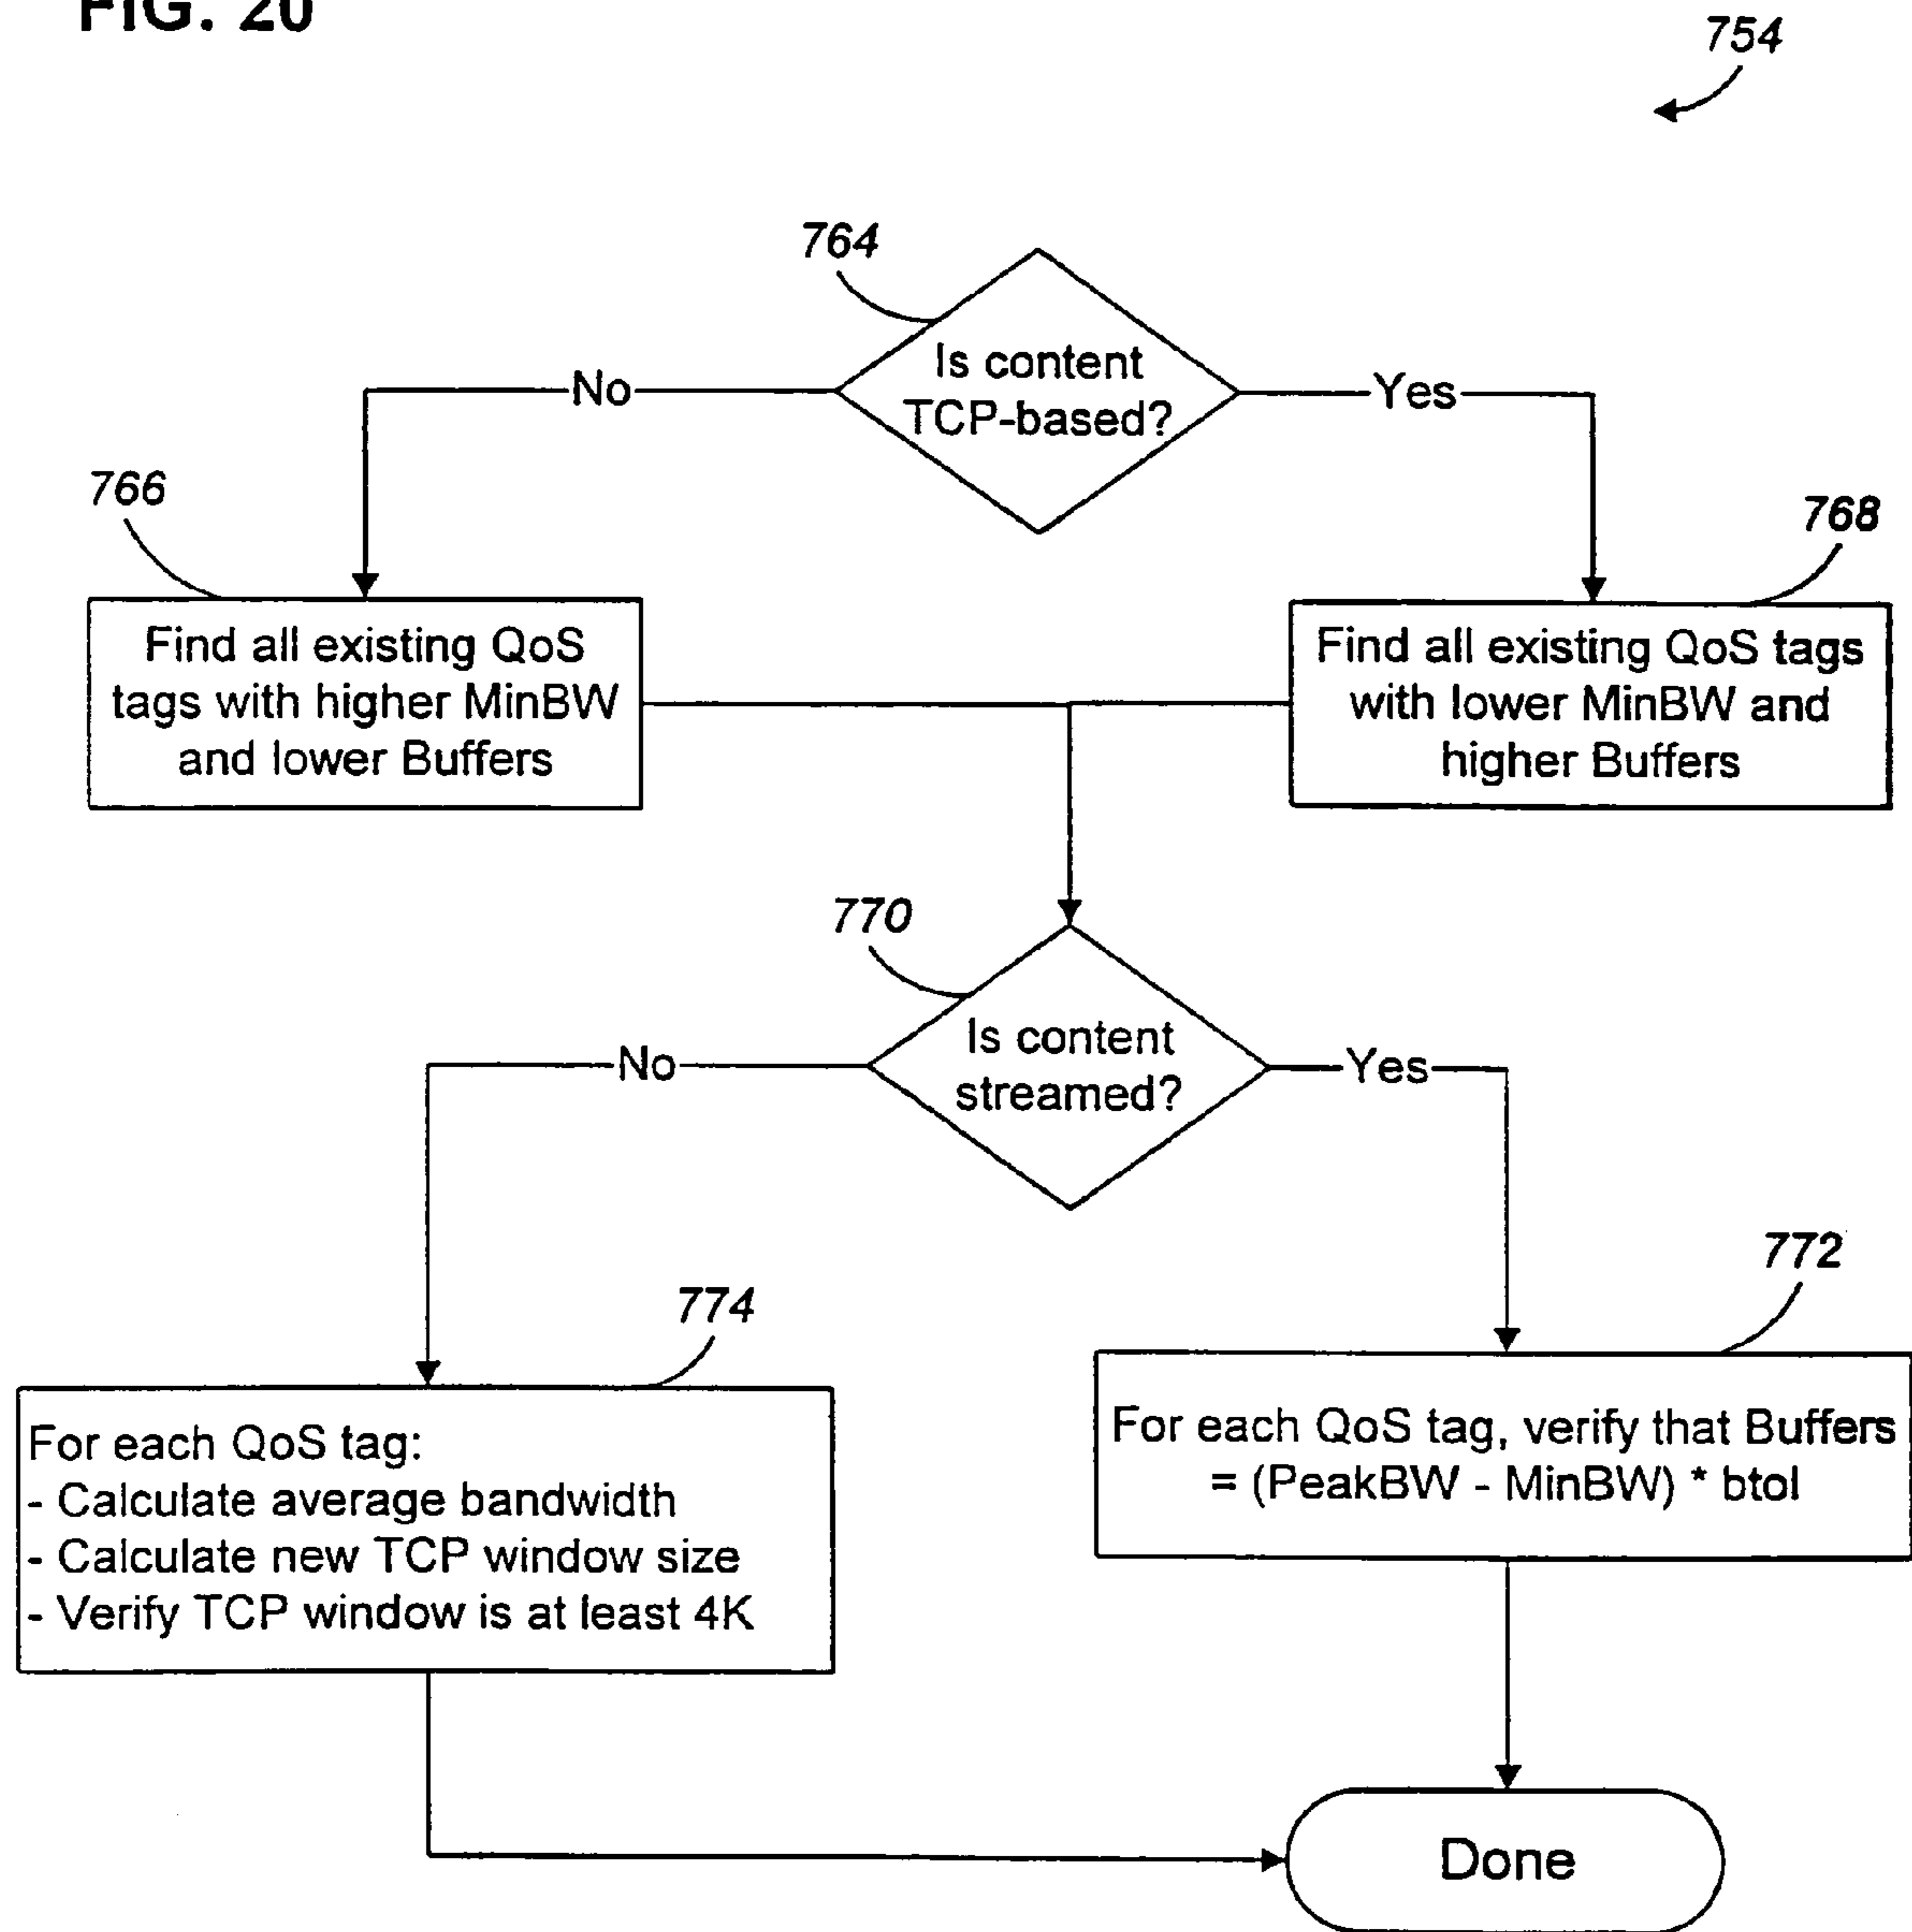 FIG. 20
754
764
Is content
TCP-based?
No
Yes
766
768
Find all existing QoS
tags with higher MinBW
and lower Buffers
Find all existing QoS tags
with lower MinBW and
higher Buffers
770
Is content
streamed?
No
Yes
772
774
For each QoS tag:
- Calculate average bandwidth
- Calculate new TCP window size
- Verify TCP window is at least 4K
For each QoS tag, verify that Buffers
= (PeakBW - MinBW) * btol
Done